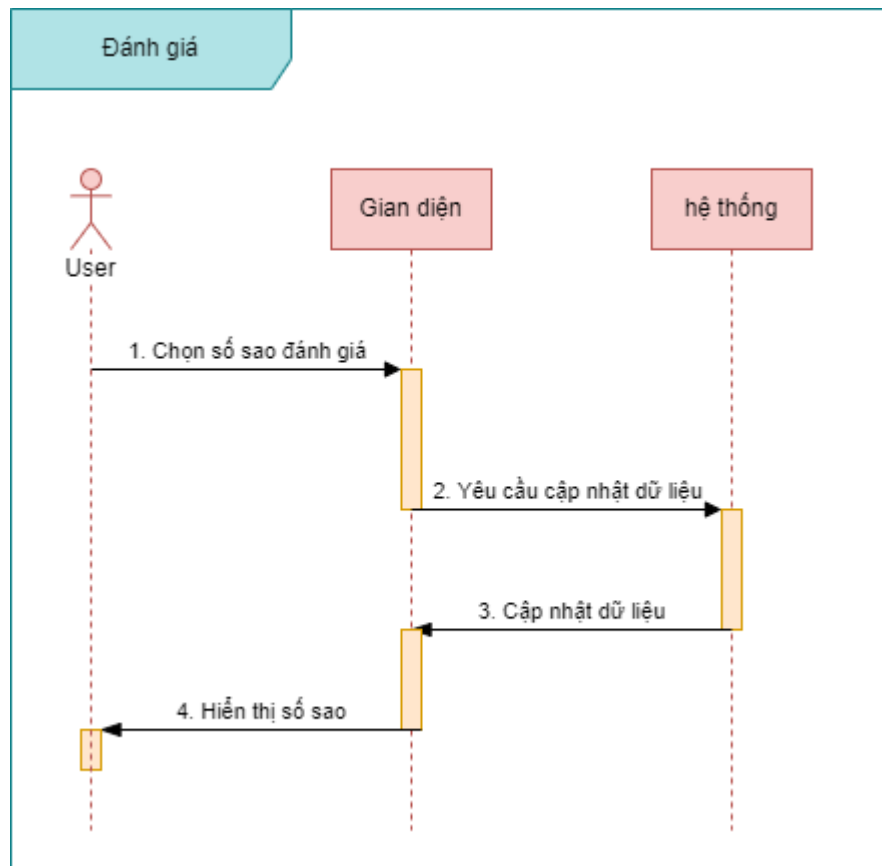 Đánh giá
User
Gian diện
hệ thống
1. Chọn số sao đánh giá
2. Yêu cầu cập nhật dữ liệu
3. Cập nhật dữ liệu
4. Hiển thị số sao